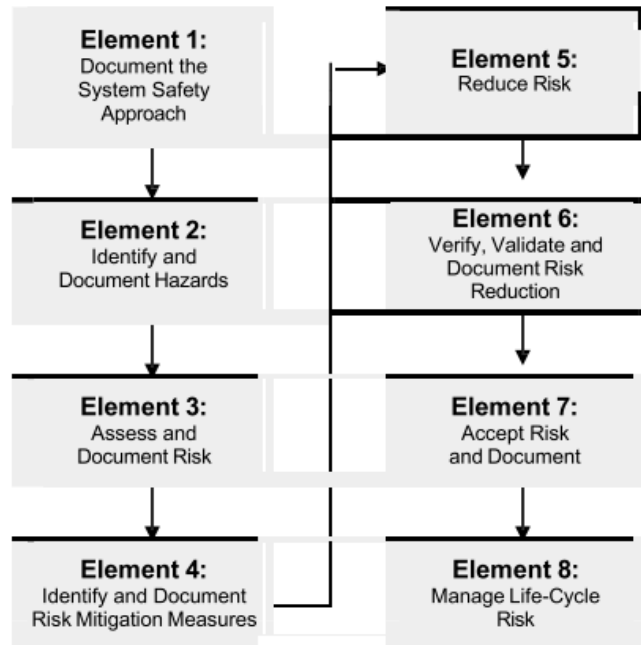 Element 1:
Document the
System Safety
Approach
Element 2:
Identify and
Document Hazards
Element 3:
Assess and
Document Risk
Element 4:
Identify and Document
Risk Mitigation Measures
Element 5:
Reduce Risk
Element 6:
Verify, Validate and
Document Risk
Reduction
Element 7:
Accept Risk
and Document
Element 8:
Manage Life-Cycle
Risk